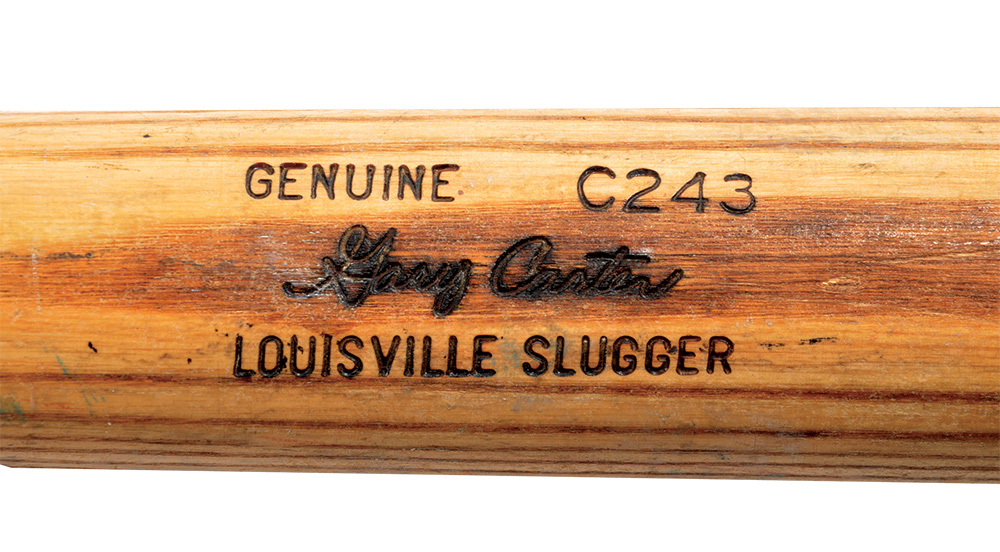 GENUINE C243
Gary Carter
LOUISVILLE SLUGGER